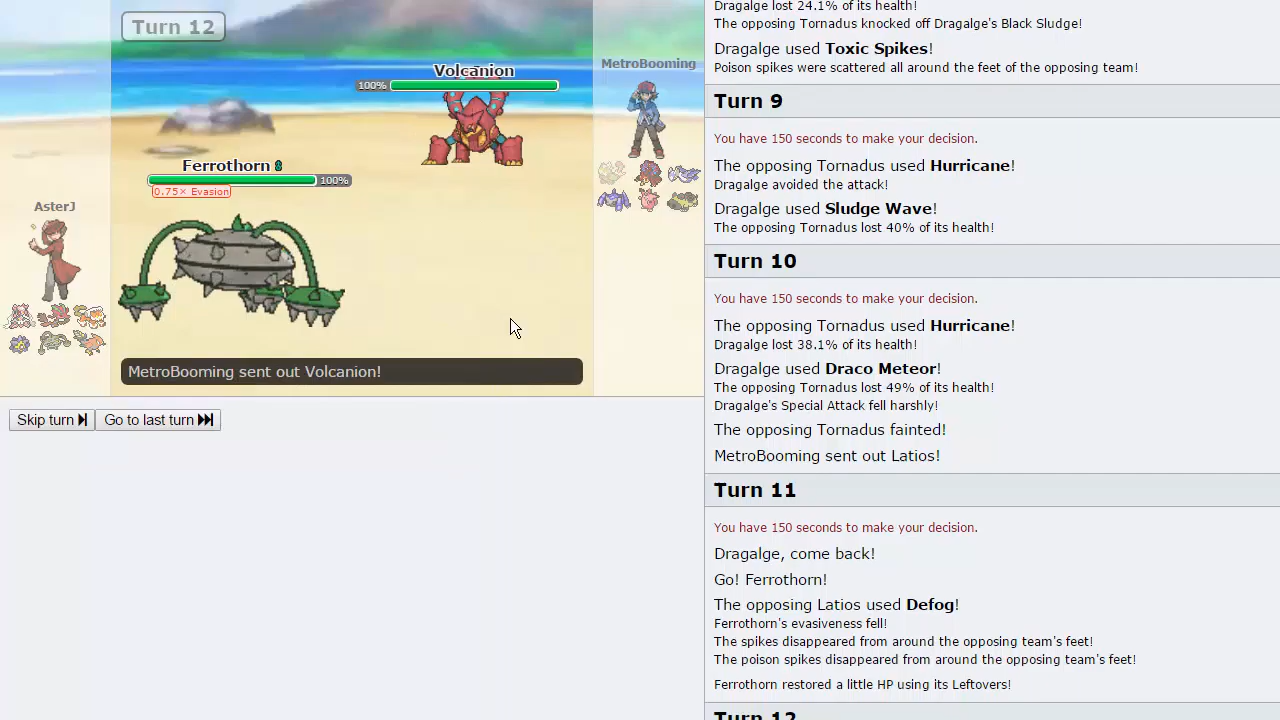 Turn 12
Volcanion
100%
MetroBooming
Ferrothorn
100%
0.75× Evasion
AsterJ
MetroBooming sent out Volcanion!
Skip turn
Go to last turn
Dragalge lost 24.1% of its health!
The opposing Tornadus knocked off Dragalge's Black Sludge!
Dragalge used Toxic Spikes!
Poison spikes were scattered all around the feet of the opposing team!
Turn 9
You have 150 seconds to make your decision.
The opposing Tornadus used Hurricane!
Dragalge avoided the attack!
Dragalge used Sludge Wave!
The opposing Tornadus lost 40% of its health!
Turn 10
You have 150 seconds to make your decision.
The opposing Tornadus used Hurricane!
Dragalge lost 38.1% of its health!
Dragalge used Draco Meteor!
The opposing Tornadus lost 49% of its health!
Dragalge's Special Attack fell harshly!
The opposing Tornadus fainted!
MetroBooming sent out Latios!
Turn 11
You have 150 seconds to make your decision.
Dragalge, come back!
Go! Ferrothorn!
The opposing Latios used Defog!
Ferrothorn's evasiveness fell!
The spikes disappeared from around the opposing team's feet!
The poison spikes disappeared from around the opposing team's feet!
Ferrothorn restored a little HP using its Leftovers!
Turn 12